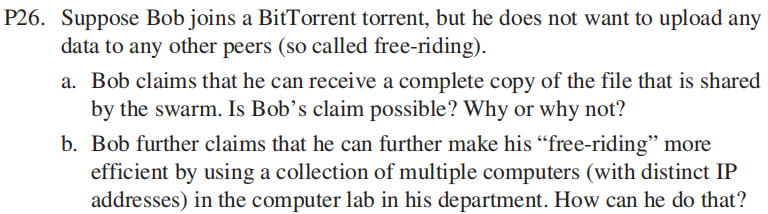 P26. Suppose Bob joins a BitTorrent torrent, but he does not want to upload any
data to any other peers (so called free-riding).
a. Bob claims that he can receive a complete copy of the file that is shared
by the swarm. Is Bob’s claim possible? Why or why not?
b. Bob further claims that he can further make his “free-riding” more
efficient by using a collection of multiple computers (with distinct IP
addresses) in the computer lab in his department. How can he do that?